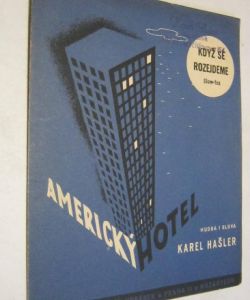 KDYŽ SE
ROZEJDEME
slow-fox
AMERICKÝ
HOTEL
HUDBA I SLOVA
KAREL HAŠLER